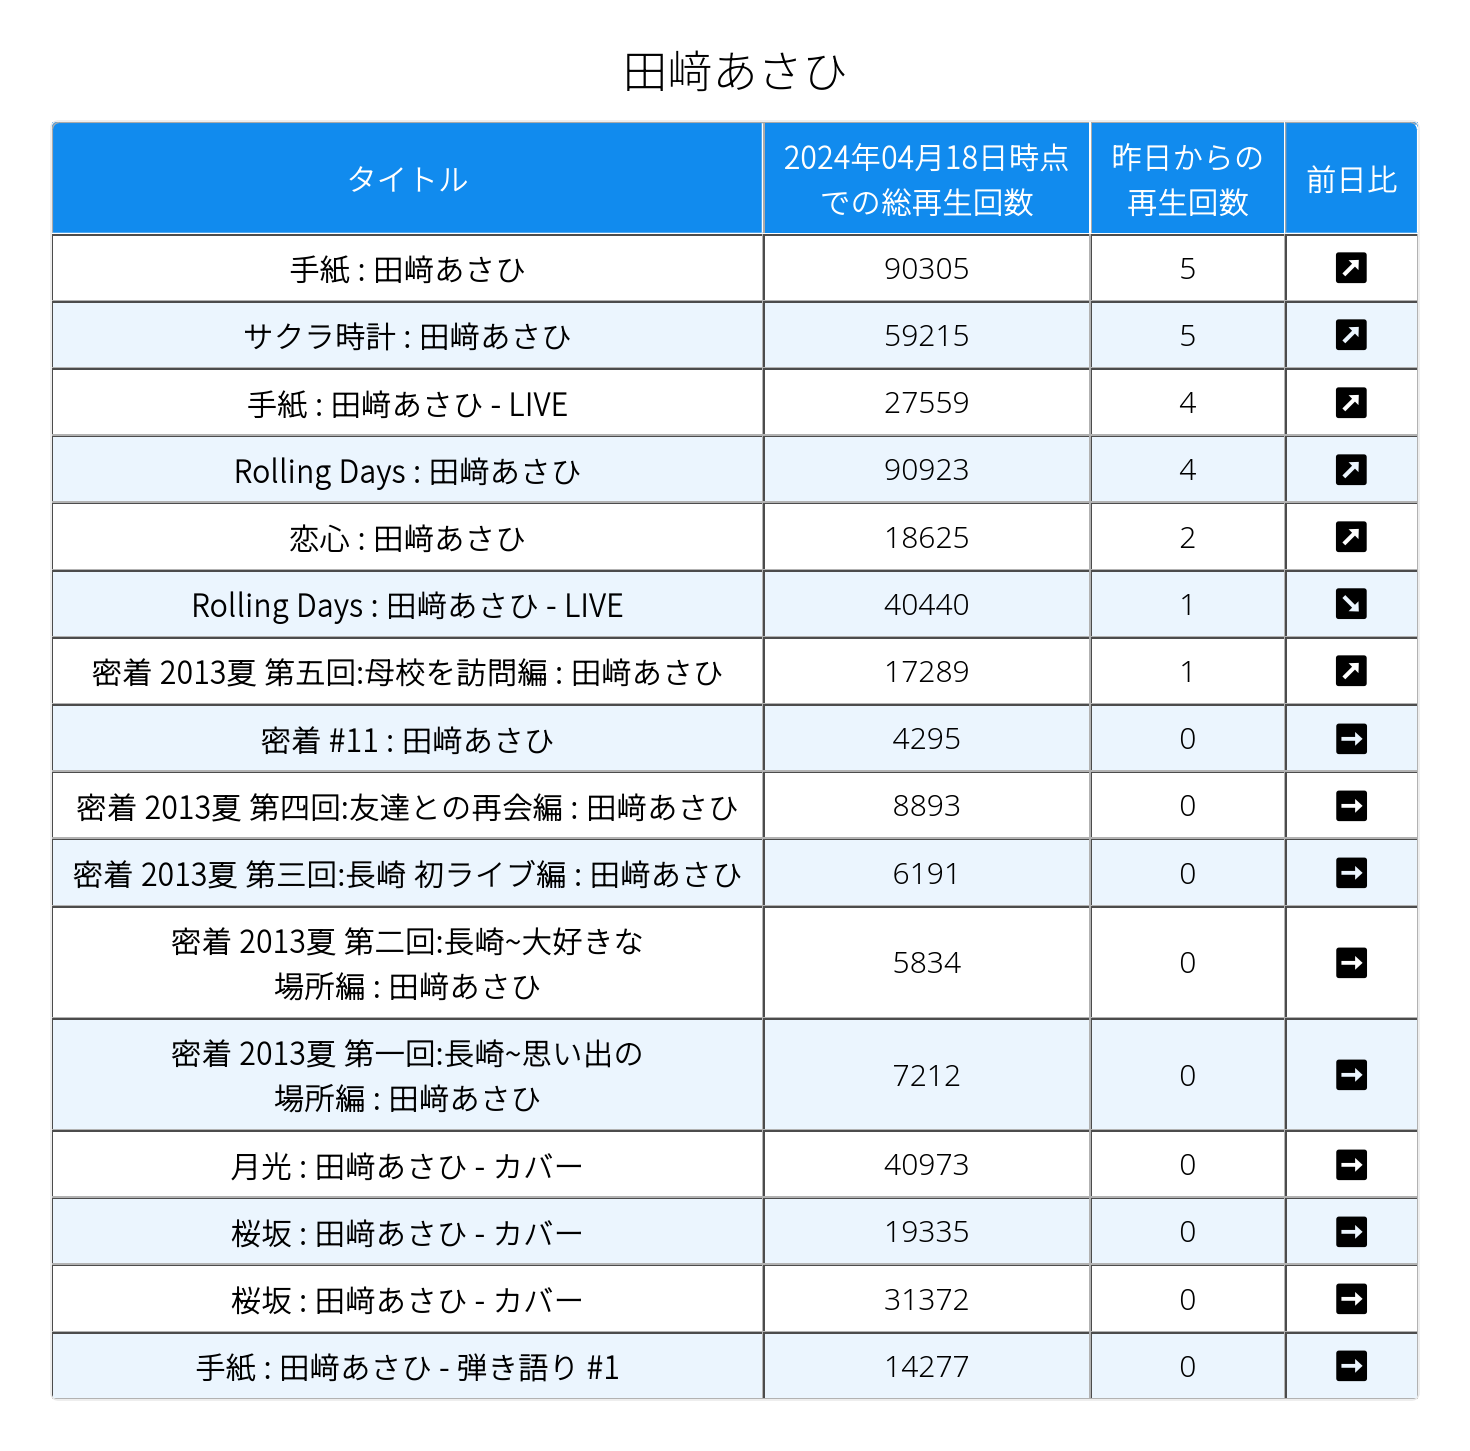 田﨑あさひ
タイトル
2024年04月18日時点
での総再生回数
昨日からの
再生回数
前日比
手紙 : 田﨑あさひ 90305 5 ↗
サクラ時計 : 田﨑あさひ 59215 5 ↗
手紙 : 田﨑あさひ - LIVE 27559 4 ↗
Rolling Days : 田﨑あさひ 90923 4 ↗
恋心 : 田﨑あさひ 18625 2 ↗
Rolling Days : 田﨑あさひ - LIVE 40440 1 ↘
密着 2013夏 第五回:母校を訪問編 : 田﨑あさひ 17289 1 ↗
密着 #11 : 田﨑あさひ 4295 0 →
密着 2013夏 第四回:友達との再会編 : 田﨑あさひ 8893 0 →
密着 2013夏 第三回:長崎 初ライブ編 : 田﨑あさひ 6191 0 →
密着 2013夏 第二回:長崎~大好きな
場所編 : 田﨑あさひ 5834 0 →
密着 2013夏 第一回:長崎~思い出の
場所編 : 田﨑あさひ 7212 0 →
月光 : 田﨑あさひ - カバー 40973 0 →
桜坂 : 田﨑あさひ - カバー 19335 0 →
桜坂 : 田﨑あさひ - カバー 31372 0 →
手紙 : 田﨑あさひ - 弾き語り #1 14277 0 →